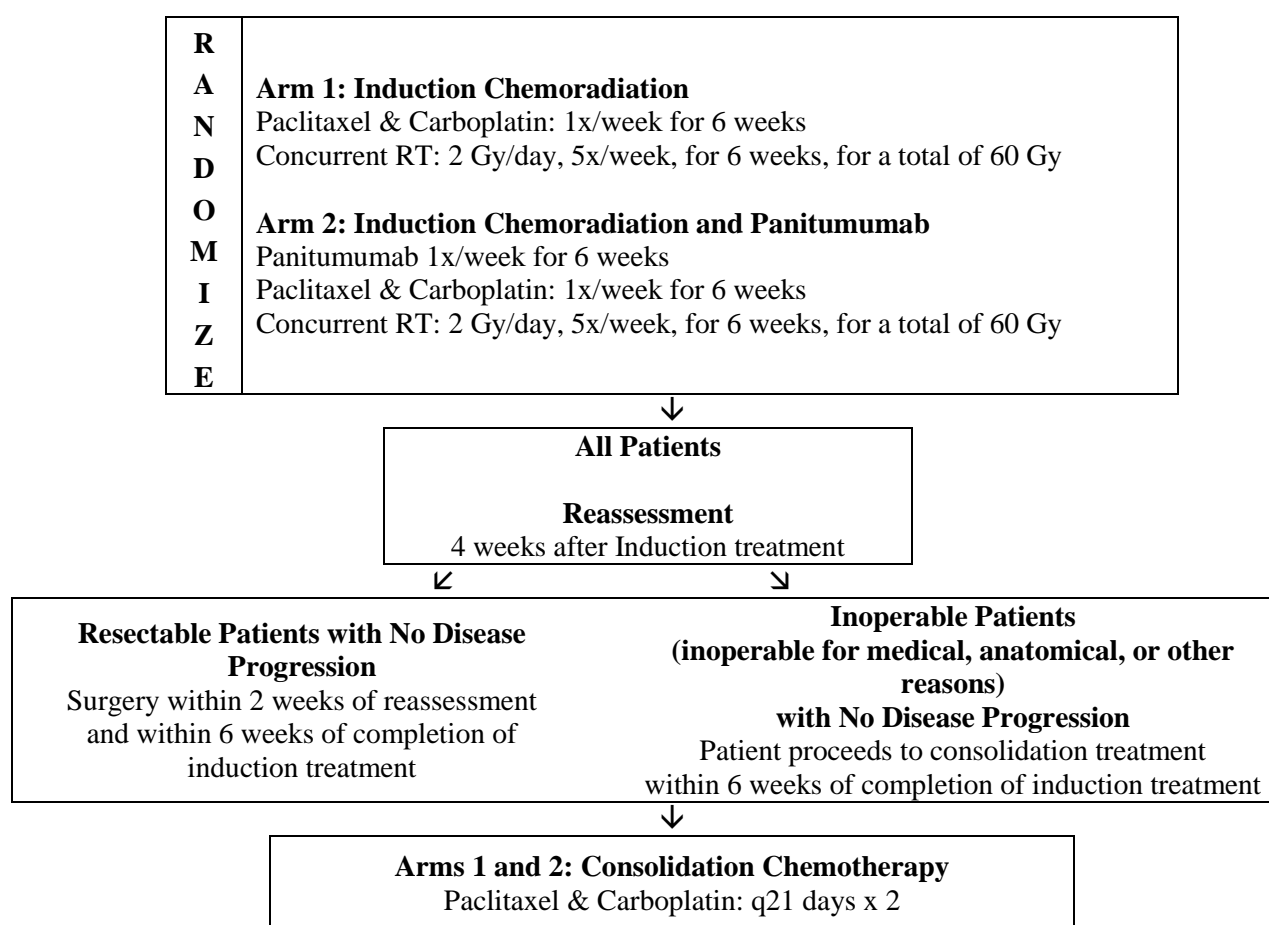 R
A
N
D
O
M
I
Z
E
Arm 1: Induction Chemoradiation
Paclitaxel & Carboplatin: 1x/week for 6 weeks
Concurrent RT: 2 Gy/day, 5x/week, for 6 weeks, for a total of 60 Gy
Arm 2: Induction Chemoradiation and Panitumumab
Panitumumab 1x/week for 6 weeks
Paclitaxel & Carboplatin: 1x/week for 6 weeks
Concurrent RT: 2 Gy/day, 5x/week, for 6 weeks, for a total of 60 Gy
All Patients
Reassessment
4 weeks after Induction treatment
Resectable Patients with No Disease
Progression
Surgery within 2 weeks of reassessment
and within 6 weeks of completion of
induction treatment
Inoperable Patients
(inoperable for medical, anatomical, or other
reasons)
with No Disease Progression
Patient proceeds to consolidation treatment
within 6 weeks of completion of induction treatment
Arms 1 and 2: Consolidation Chemotherapy
Paclitaxel & Carboplatin: q21 days x 2